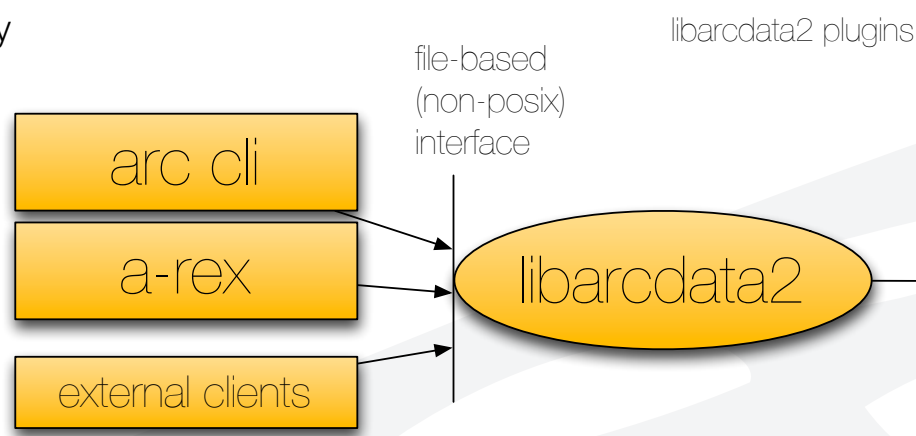 y
libarcdata2 plugins
file-based
(non-posix)
interface
arc cli
a-rex
libarcdata2
external clients